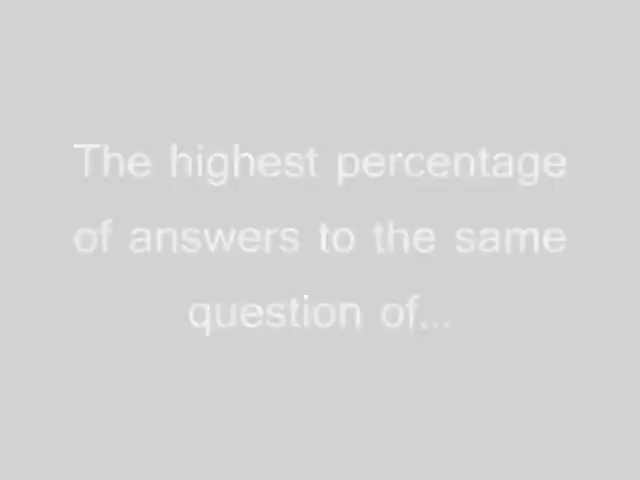 The highest percentage
of answers to the same
question of...